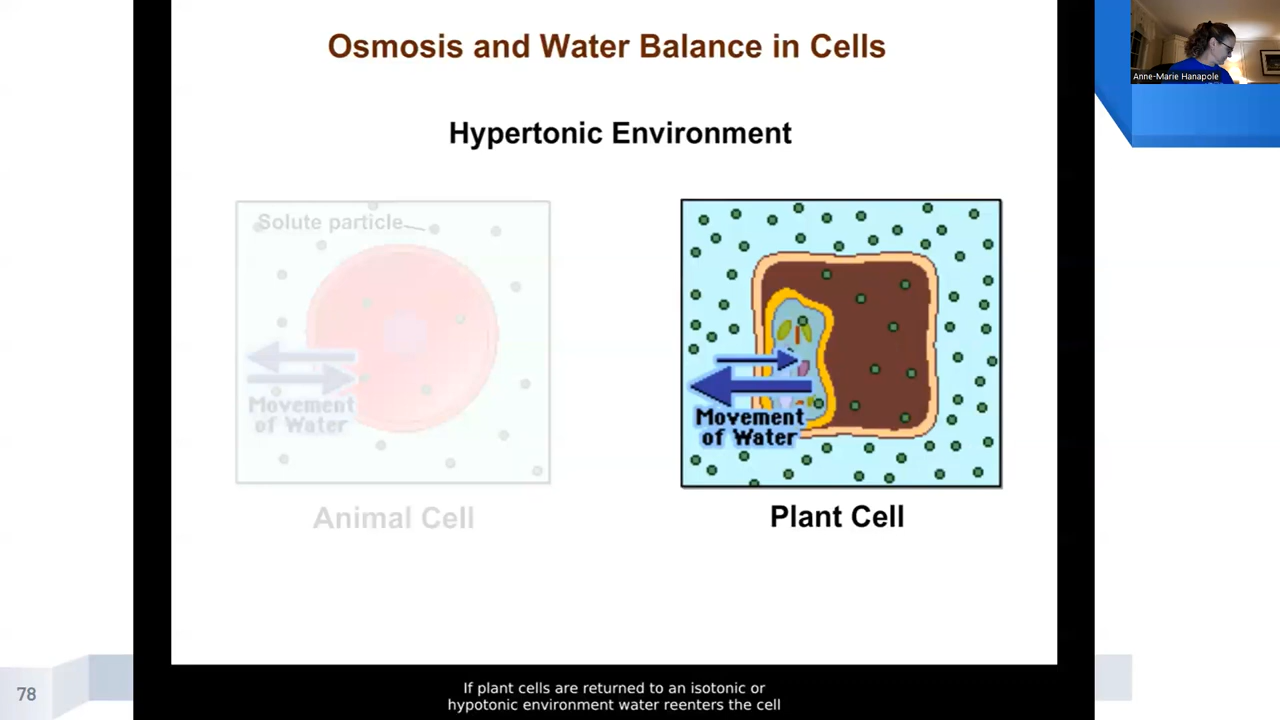 Osmosis and Water Balance in Cells
Anne-Marie Hanapole
Hypertonic Environment
Solute particle
Movement
of Water
Movement
of Water
Animal Cell
Plant Cell
78
If plant cells are returned to an isotonic or
hypotonic environment water reenters the cell